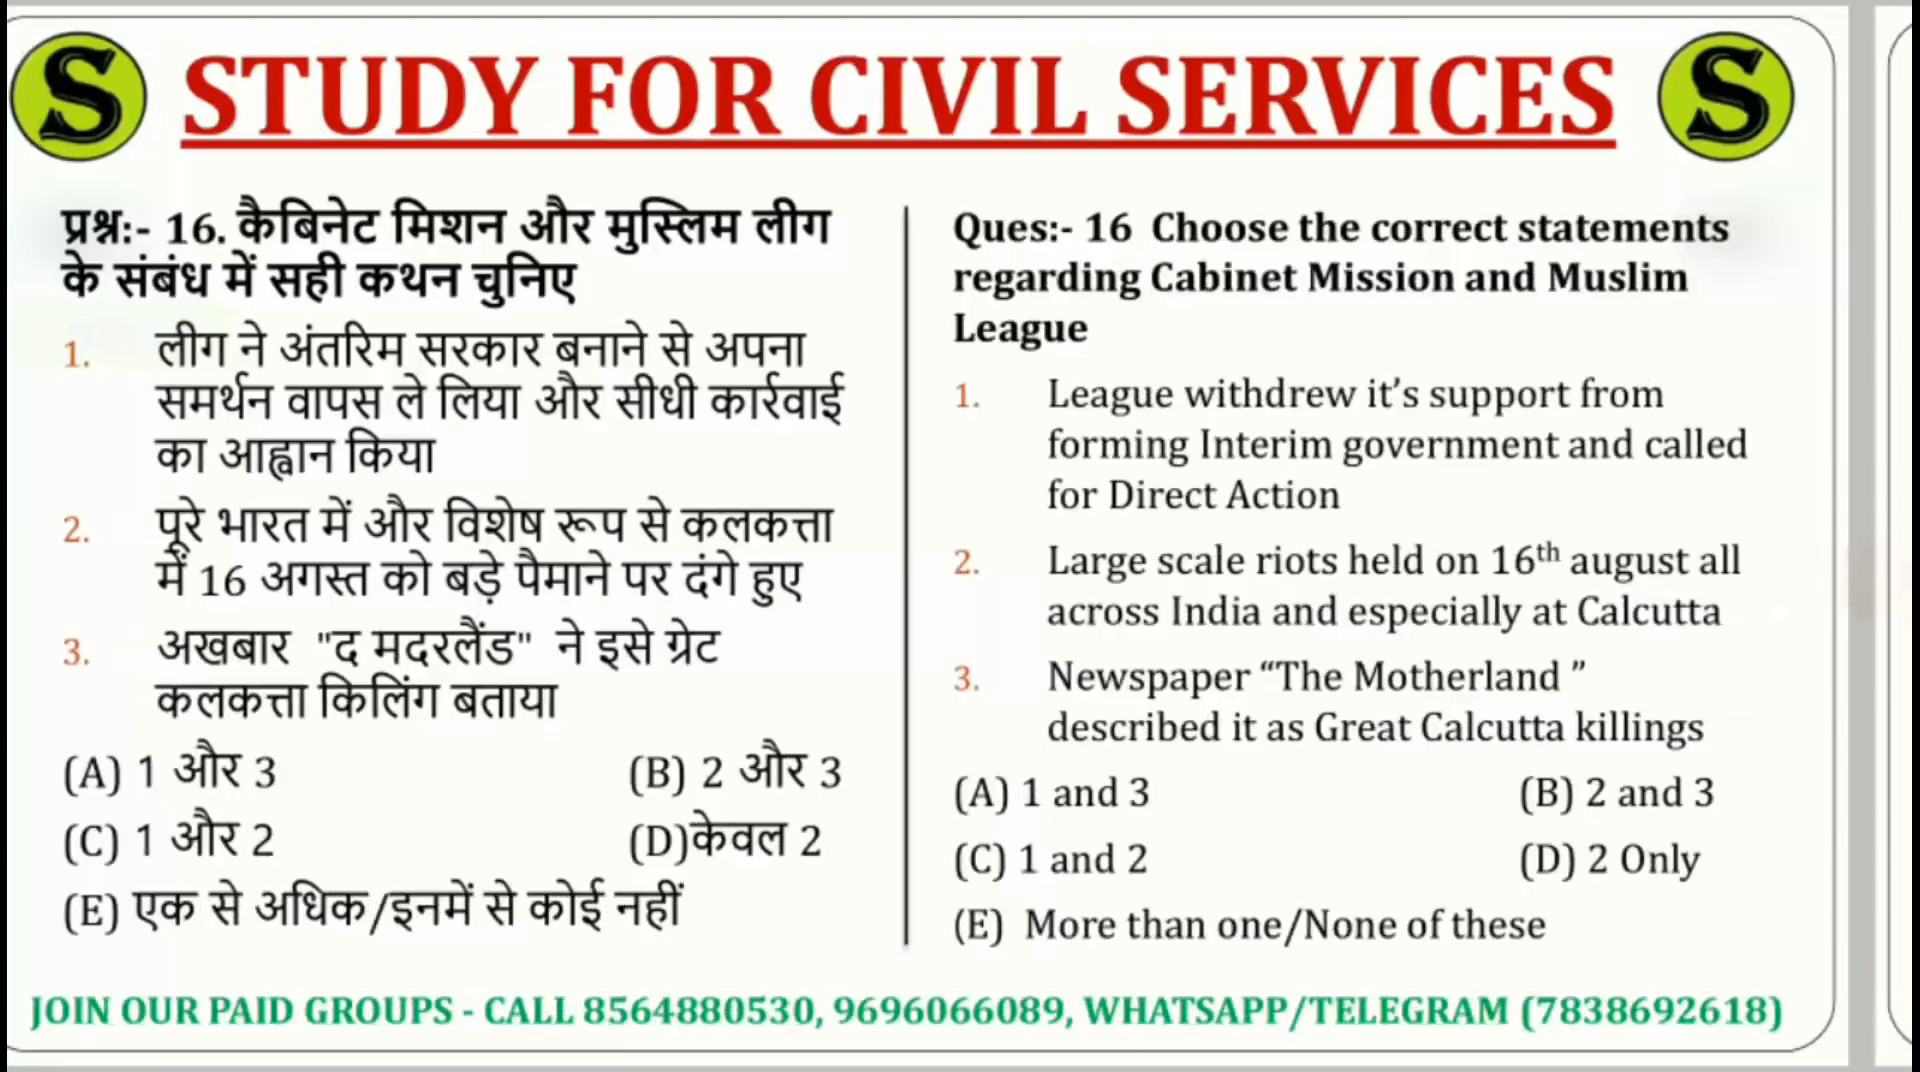 S STUDY FOR CIVIL SERVICES S
प्रश्न:- 16. कैबिनेट मिशन और मुस्लिम लीग
के संबंध में सही कथन चुनिए
1. लीग ने अंतरिम सरकार बनाने से अपना
समर्थन वापस ले लिया और सीधी कार्रवाई
का आह्वान किया
2. पूरे भारत में और विशेष रूप से कलकत्ता
में 16 अगस्त को बड़े पैमाने पर दंगे हुए
3. अखबार "द मदरलैंड" ने इसे ग्रेट
कलकत्ता किलिंग बताया
(A) 1 और 3 (B) 2 और 3
(C) 1 और 2 (D)केवल 2
(E) एक से अधिक/इनमें से कोई नहीं
Ques:- 16 Choose the correct statements
regarding Cabinet Mission and Muslim
League
1. League withdrew it’s support from
forming Interim government and called
for Direct Action
2. Large scale riots held on 16th august all
across India and especially at Calcutta
3. Newspaper “The Motherland ”
described it as Great Calcutta killings
(A) 1 and 3 (B) 2 and 3
(C) 1 and 2 (D) 2 Only
(E) More than one/None of these
JOIN OUR PAID GROUPS - CALL 8564880530, 9696066089, WHATSAPP/TELEGRAM (7838692618)